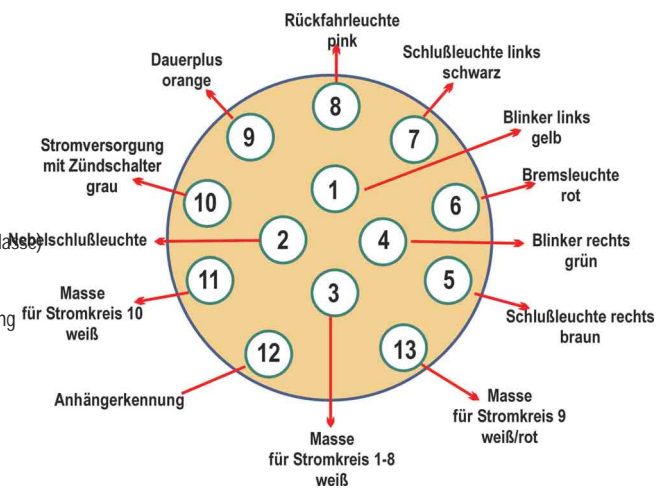 Rückfahrleuchte
pink
Schlußleuchte links
schwarz
Dauerplus
orange
Blinker links
gelb
Stromversorgung
mit Zündschalter
grau
Bremsleuchte
rot
Nebelschlußleuchte
Blinker rechts
grün
Masse
für Stromkreis 10
weiß
ng
Schlußleuchte rechts
braun
Anhängerkennung
Masse
für Stromkreis 9
weiß/rot
Masse
für Stromkreis 1-8
weiß
8
9
7
1
10
6
2
4
11
5
3
12
13